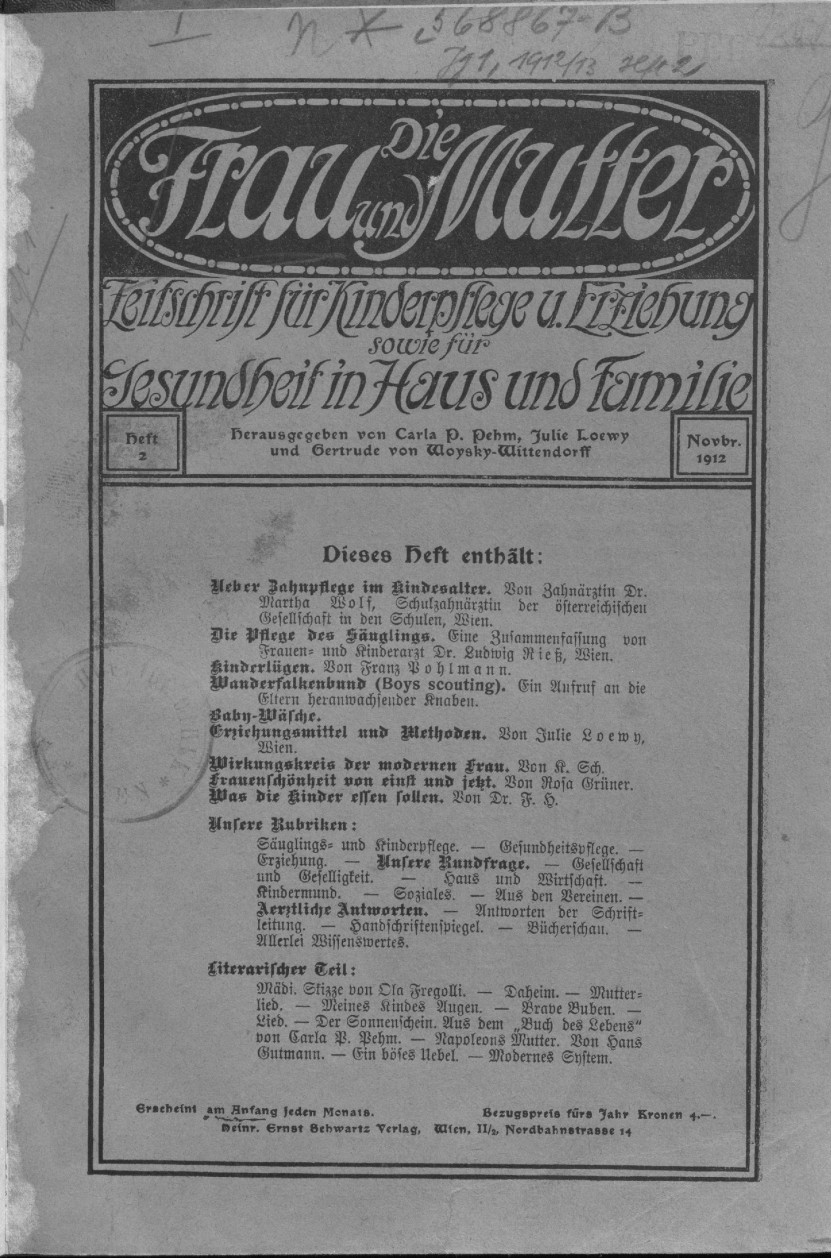 568867-B
Jg 1, 1912/13 Heft 2,
Die
Frau und Mutter
Zeitschrift für Kinderpflege u. Erziehung
sowie für
Gesundheit in Haus und Familie
Heft
2
Herausgegeben von Carla P. Pehm, Julie Loewy
und Gertrude von Woysky-Wittendorff
Novbr.
1912
Dieses Heft enthält:
Ueber Zahnpflege im Kindesalter. Von Zahnärztin Dr.
Martha Wolf, Schulzahnärztin der österreichischen
Gesellschaft in den Schulen, Wien.
Die Pflege des Säuglings. Eine Zusammenfassung von
Frauen- und Kinderarzt Dr. Ludwig Rieß, Wien.
Kinderlügen. Von Franz Pohlmann.
Wanderfalkenbund (Boys scouting). Ein Aufruf an die
Eltern heranwachsender Knaben.
Baby-Wäsche.
Erziehungsmittel und Methoden. Von Julie Loewy,
Wien.
Wirkungskreis der modernen Frau. Von K. Sch.
Frauenschönheit von einst und jetzt. Von Rosa Grüner.
Was die Kinder essen sollen. Von Dr. F. H.
Unsere Rubriken:
Säuglings- und Kinderpflege. — Gesundheitspflege. —
Erziehung. — Unsere Rundfrage. — Gesellschaft
und Geselligkeit. — Haus und Wirtschaft. —
Kindermund. — Soziales. — Aus den Vereinen. —
Aerztliche Antworten. — Antworten der Schrift-
leitung. — Handschriftenspiegel. — Bücherschau. —
Allerlei Wissenswertes.
Literarischer Teil:
Mädi. Skizze von Ola Fregolli. — Daheim. — Mutter-
lied. — Meines Kindes Augen. — Brave Buben. —
Lied. — Der Sonnenschein. Aus dem „Buch des Lebens“
von Carla P. Pehm. — Napoleons Mutter. Von Hans
Gutmann. — Ein böses Uebel. — Modernes System.
Erscheint am Anfang jeden Monats. Bezugspreis fürs Jahr Kronen 4.—.
Heinr. Ernst Schwartz Verlag, Wien, II/2, Nordbahnstrasse 14